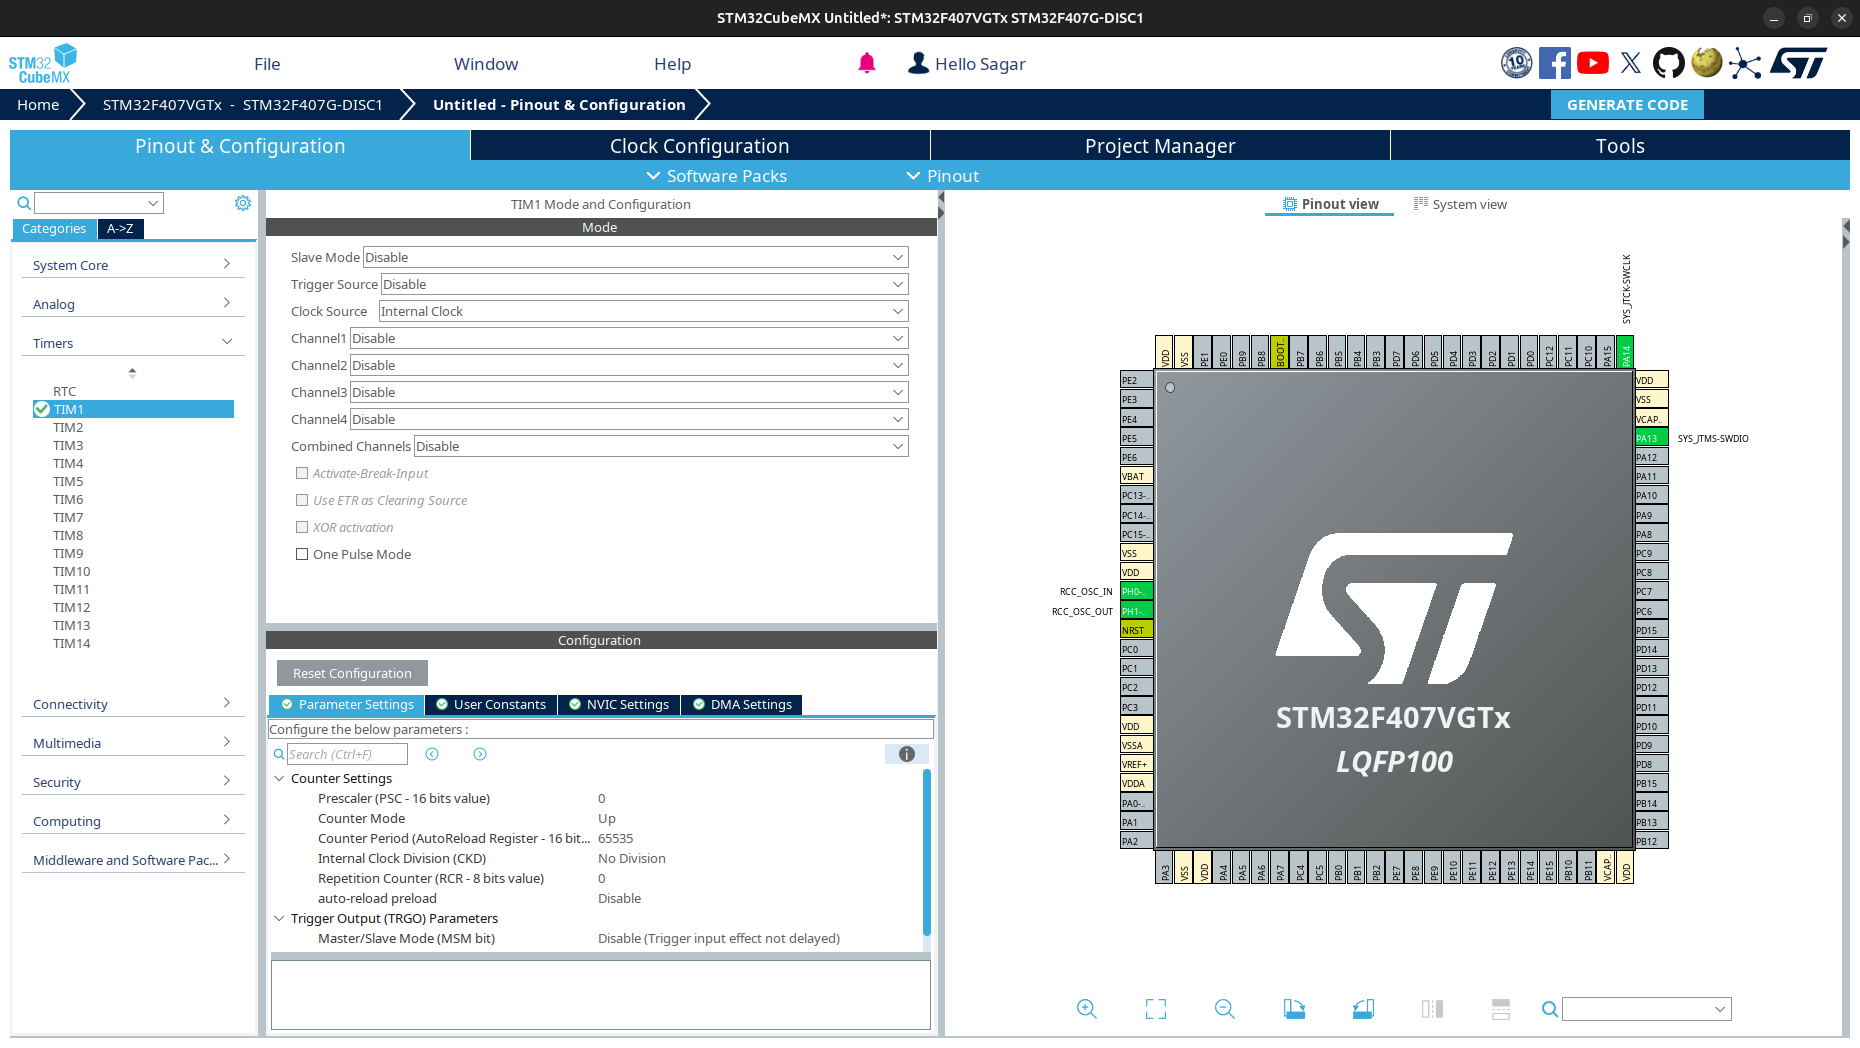 STM32CubeMX Untitled*: STM32F407VGTx STM32F407G-DISC1
STM32 CubeMX
File
Window
Help
Hello Sagar
10
Home
STM32F407VGTx - STM32F407G-DISC1
Untitled - Pinout & Configuration
GENERATE CODE
Pinout & Configuration
Clock Configuration
Project Manager
Tools
Software Packs
Pinout
Categories
A->Z
System Core
Analog
Timers
RTC
TIM1
TIM2
TIM3
TIM4
TIM5
TIM6
TIM7
TIM8
TIM9
TIM10
TIM11
TIM12
TIM13
TIM14
Connectivity
Multimedia
Security
Computing
Middleware and Software Pac...
TIM1 Mode and Configuration
Mode
Slave Mode Disable
Trigger Source Disable
Clock Source Internal Clock
Channel1 Disable
Channel2 Disable
Channel3 Disable
Channel4 Disable
Combined Channels Disable
Activate-Break-Input
Use ETR as Clearing Source
XOR activation
One Pulse Mode
Configuration
Reset Configuration
Parameter Settings
User Constants
NVIC Settings
DMA Settings
Configure the below parameters :
Search (Ctrl+F)
Counter Settings
Prescaler (PSC - 16 bits value) 0
Counter Mode Up
Counter Period (AutoReload Register - 16 bit... 65535
Internal Clock Division (CKD) No Division
Repetition Counter (RCR - 8 bits value) 0
auto-reload preload Disable
Trigger Output (TRGO) Parameters
Master/Slave Mode (MSM bit) Disable (Trigger input effect not delayed)
Pinout view
System view
SYS_JTCK-SWCLK
VDD
VSS
PE1
PE0
PB9
PB8
BOOT..
PB7
PB6
PB5
PB4
PB3
PD7
PD6
PD5
PD4
PD3
PD2
PD1
PD0
PC12
PC11
PC10
PA15
PA14
PE2
PE3
PE4
PE5
PE6
VBAT
PC13-..
PC14-..
PC15-..
VSS
VDD
RCC_OSC_IN PH0-..
RCC_OSC_OUT PH1-..
NRST
PC0
PC1
PC2
PC3
VDD
VSSA
VREF+
VDDA
PA0-..
PA1
PA2
ST
STM32F407VGTx
LQFP100
VDD
VSS
VCAP..
PA13 SYS_JTMS-SWDIO
PA12
PA11
PA10
PA9
PA8
PC9
PC8
PC7
PC6
PD15
PD14
PD13
PD12
PD11
PD10
PD9
PD8
PB15
PB14
PB13
PB12
PA3
VSS
VDD
PA4
PA5
PA6
PA7
PC4
PC5
PB0
PB1
PB2
PE7
PE8
PE9
PE10
PE11
PE12
PE13
PE14
PE15
PB10
PB11
VCAP..
VDD